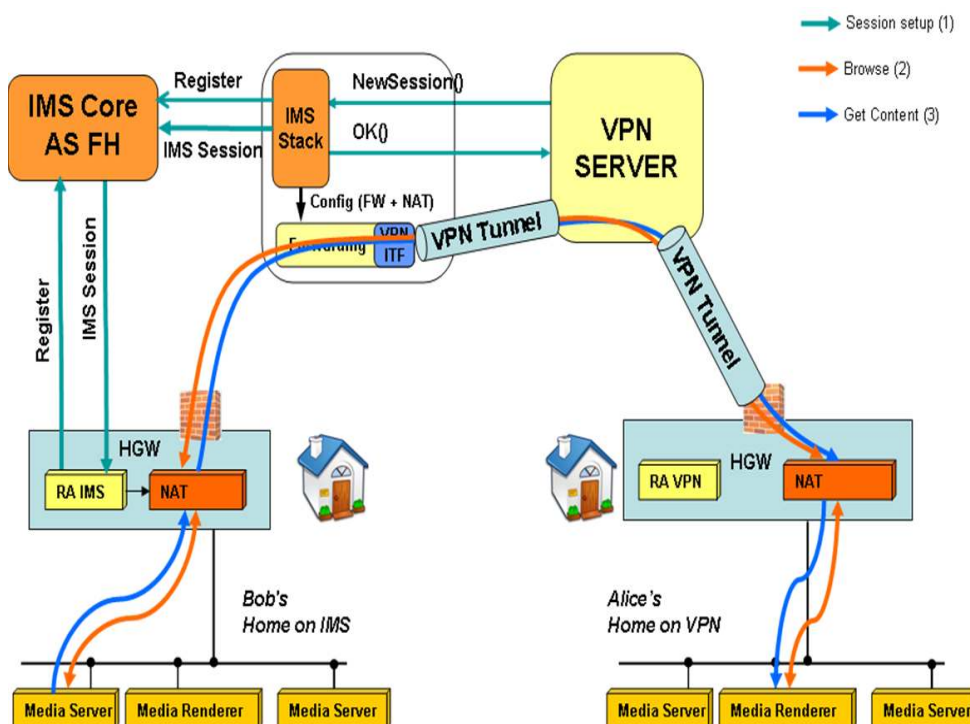 Session setup (1)
Browse (2)
Get Content (3)
Register
NewSession()
IMS Core
AS FH
IMS
Stack
VPN
SERVER
IMS Session
OK()
Config (FW + NAT)
Forwarding
VPN
ITF
VPN Tunnel
VPN Tunnel
Register
IMS Session
HGW
RA IMS
NAT
HGW
RA VPN
NAT
Bob's
Home on IMS
Alice's
Home on VPN
Media Server
Media Renderer
Media Server
Media Server
Media Renderer
Media Server